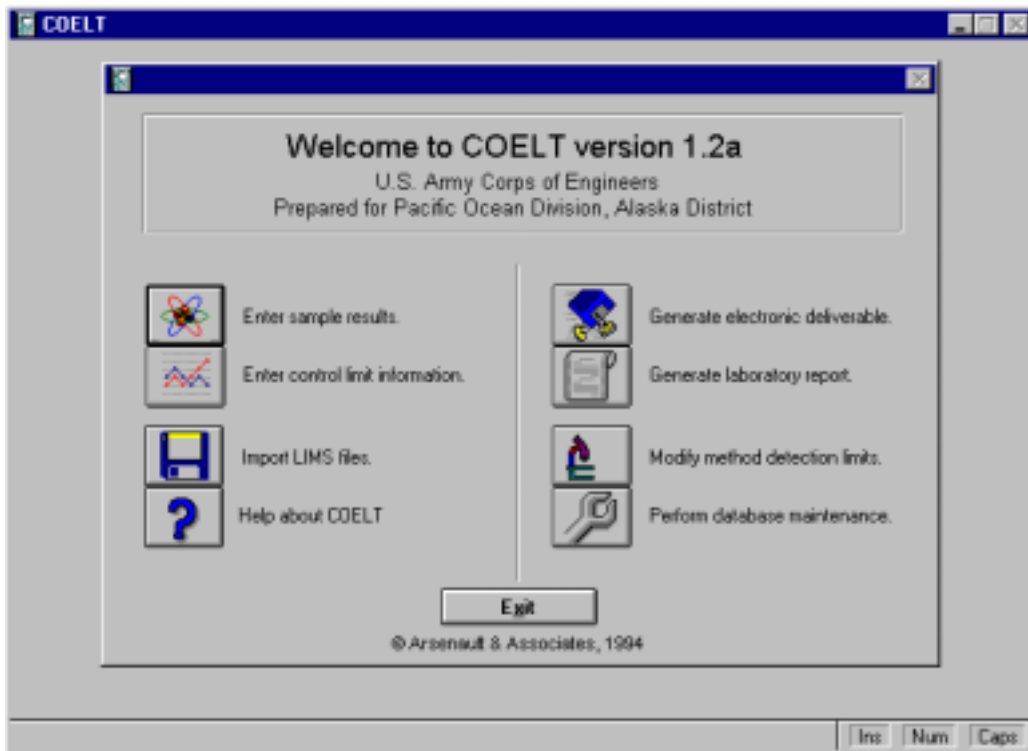 COELT
Welcome to COELT version 1.2a
U.S. Army Corps of Engineers
Prepared for Pacific Ocean Division, Alaska District
Enter sample results.
Enter control limit information.
Import LIMS files.
Help about COELT
Generate electronic deliverable.
Generate laboratory report.
Modify method detection limits.
Perform database maintenance.
Exit
© Arsenault & Associates, 1994
Ins Num Caps